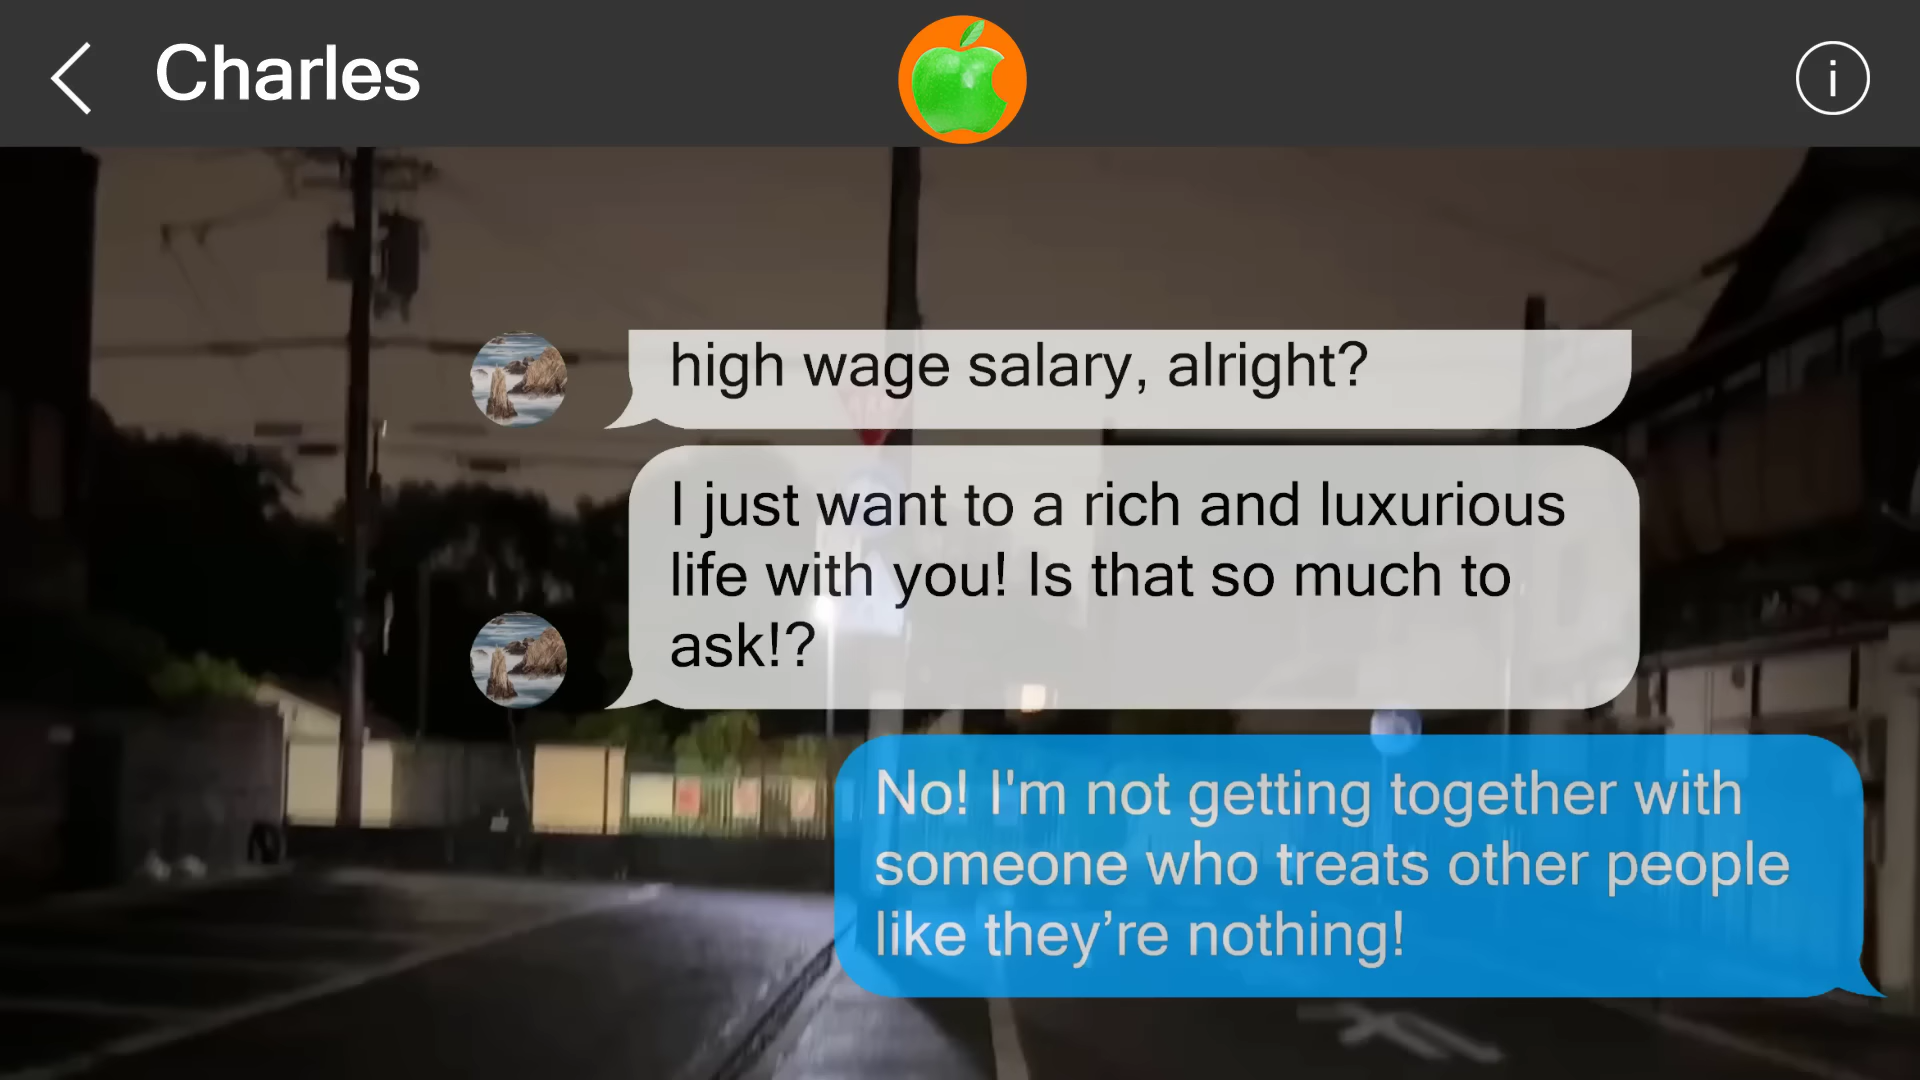 Charles
high wage salary, alright?
I just want to a rich and luxurious
life with you! Is that so much to
ask!?
No! I'm not getting together with
someone who treats other people
like they’re nothing!